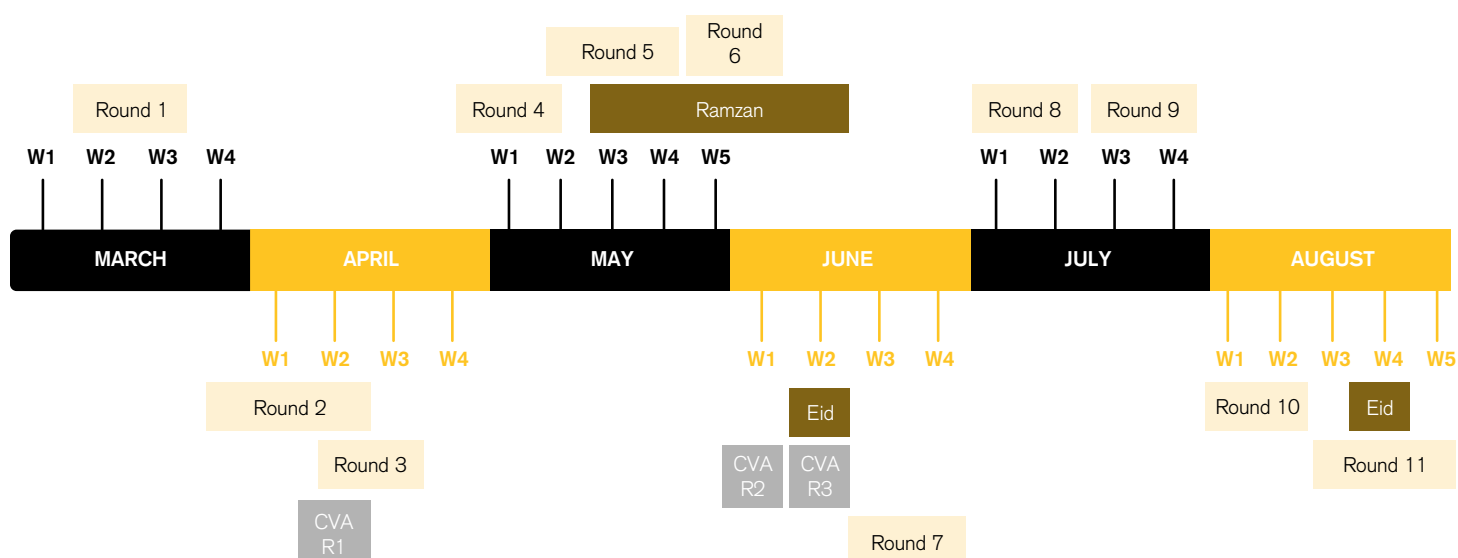 Round
6
Round 5
Round 1
Round 4
Ramzan
Round 8
Round 9
W1 W2 W3 W4
W1 W2 W3 W4 W5
W1 W2 W3 W4
MARCH
APRIL
MAY
JUNE
JULY
AUGUST
W1 W2 W3 W4
W1 W2 W3 W4
W1 W2 W3 W4 W5
Round 2
Eid
Round 10
Eid
Round 3
CVA
R2
CVA
R3
Round 11
CVA
R1
Round 7